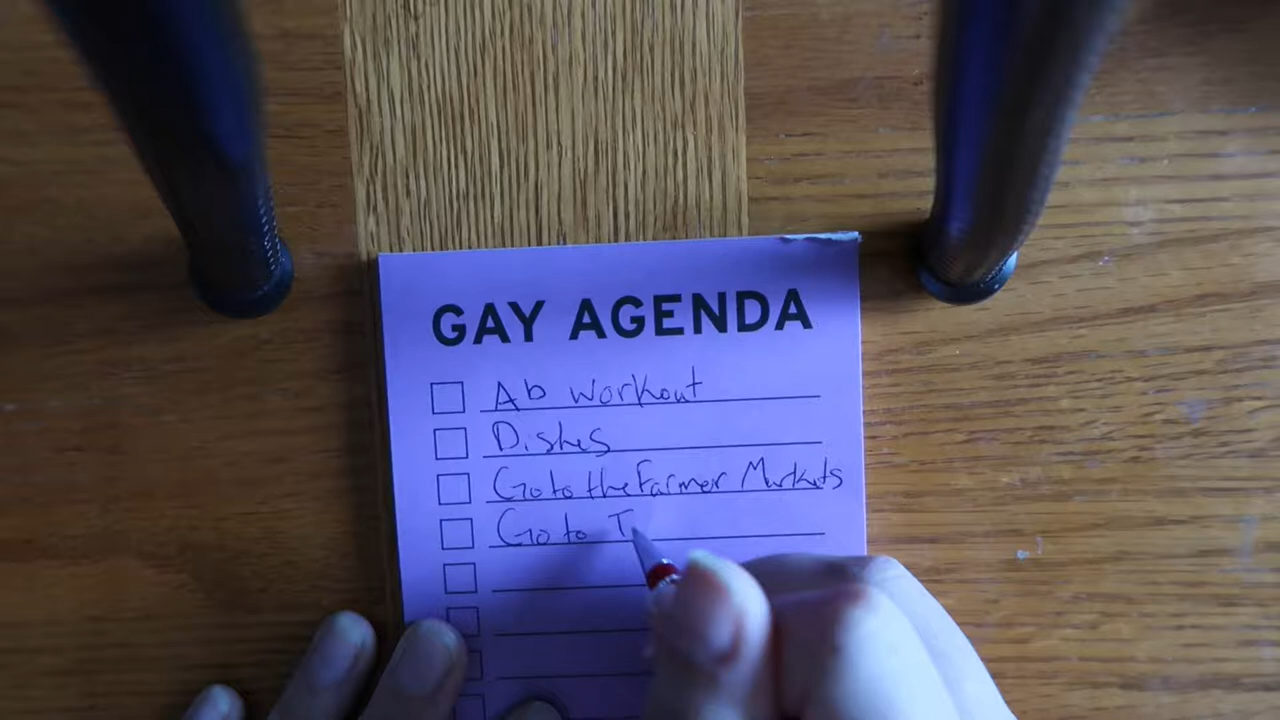 GAY AGENDA
Ab workout
Dishes
Go to the Farmer Markets
Go to T